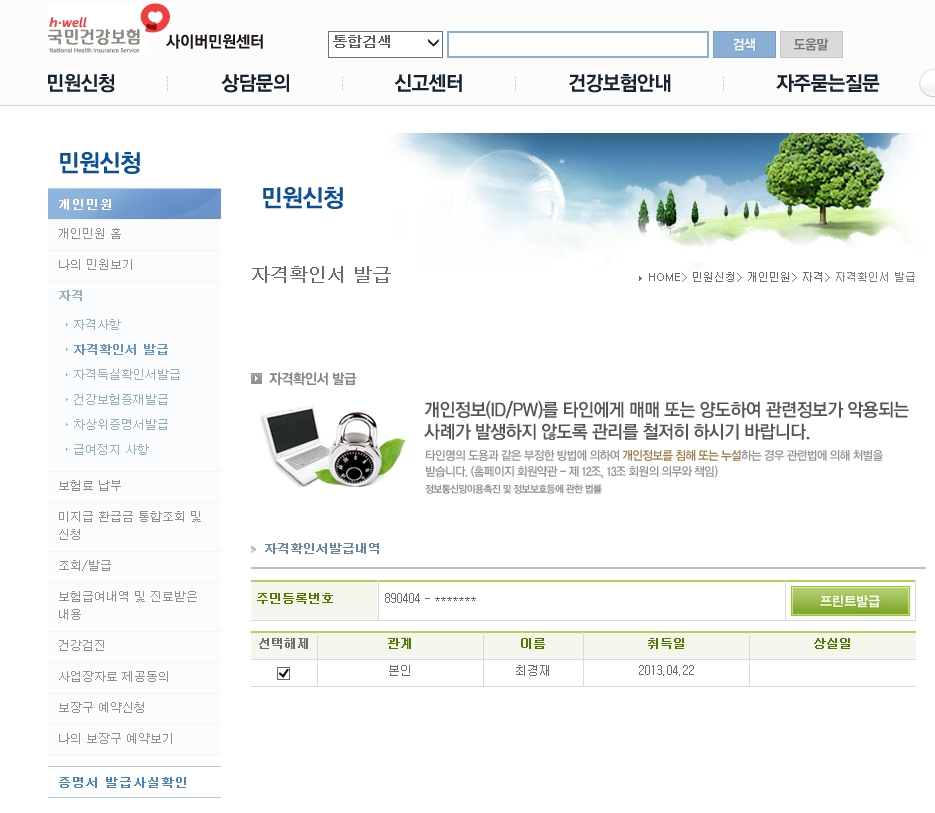 h·well
국민건강보험
National Health Insurance Service
사이버민원센터
통합검색
검색
도움말
민원신청 상담문의 신고센터 건강보험안내 자주묻는질문
민원신청
개인민원
개인민원 홈
나의 민원보기
자격
자격사항
자격확인서 발급
자격득실확인서발급
건강보험증재발급
차상위증명서발급
급여정지 사항
보험료 납부
미지급 환급금 통합조회 및
신청
조회/발급
보험급여내역 및 진료받은
내용
건강검진
사업장자료 제공동의
보장구 예약신청
나의 보장구 예약보기
증명서 발급사실확인
민원신청
자격확인서 발급
HOME> 민원신청> 개인민원> 자격> 자격확인서 발급
자격확인서 발급
개인정보(ID/PW)를 타인에게 매매 또는 양도하여 관련정보가 악용되는
사례가 발생하지 않도록 관리를 철저히 하시기 바랍니다.
타인명의 도용과 같은 부정한 방법에 의하여 개인정보를 침해 또는 누설하는 경우 관련법에 의해 처벌을
받습니다. (홈페이지 회원약관 - 제 12조, 13조 회원의 의무와 책임)
정보통신망이용촉진 및 정보보호등에 관한 법률
자격확인서발급내역
주민등록번호 890404 - ******* 프린트발급
선택해제 관계 이름 취득일 상실일
본인 최경재 2013.04.22